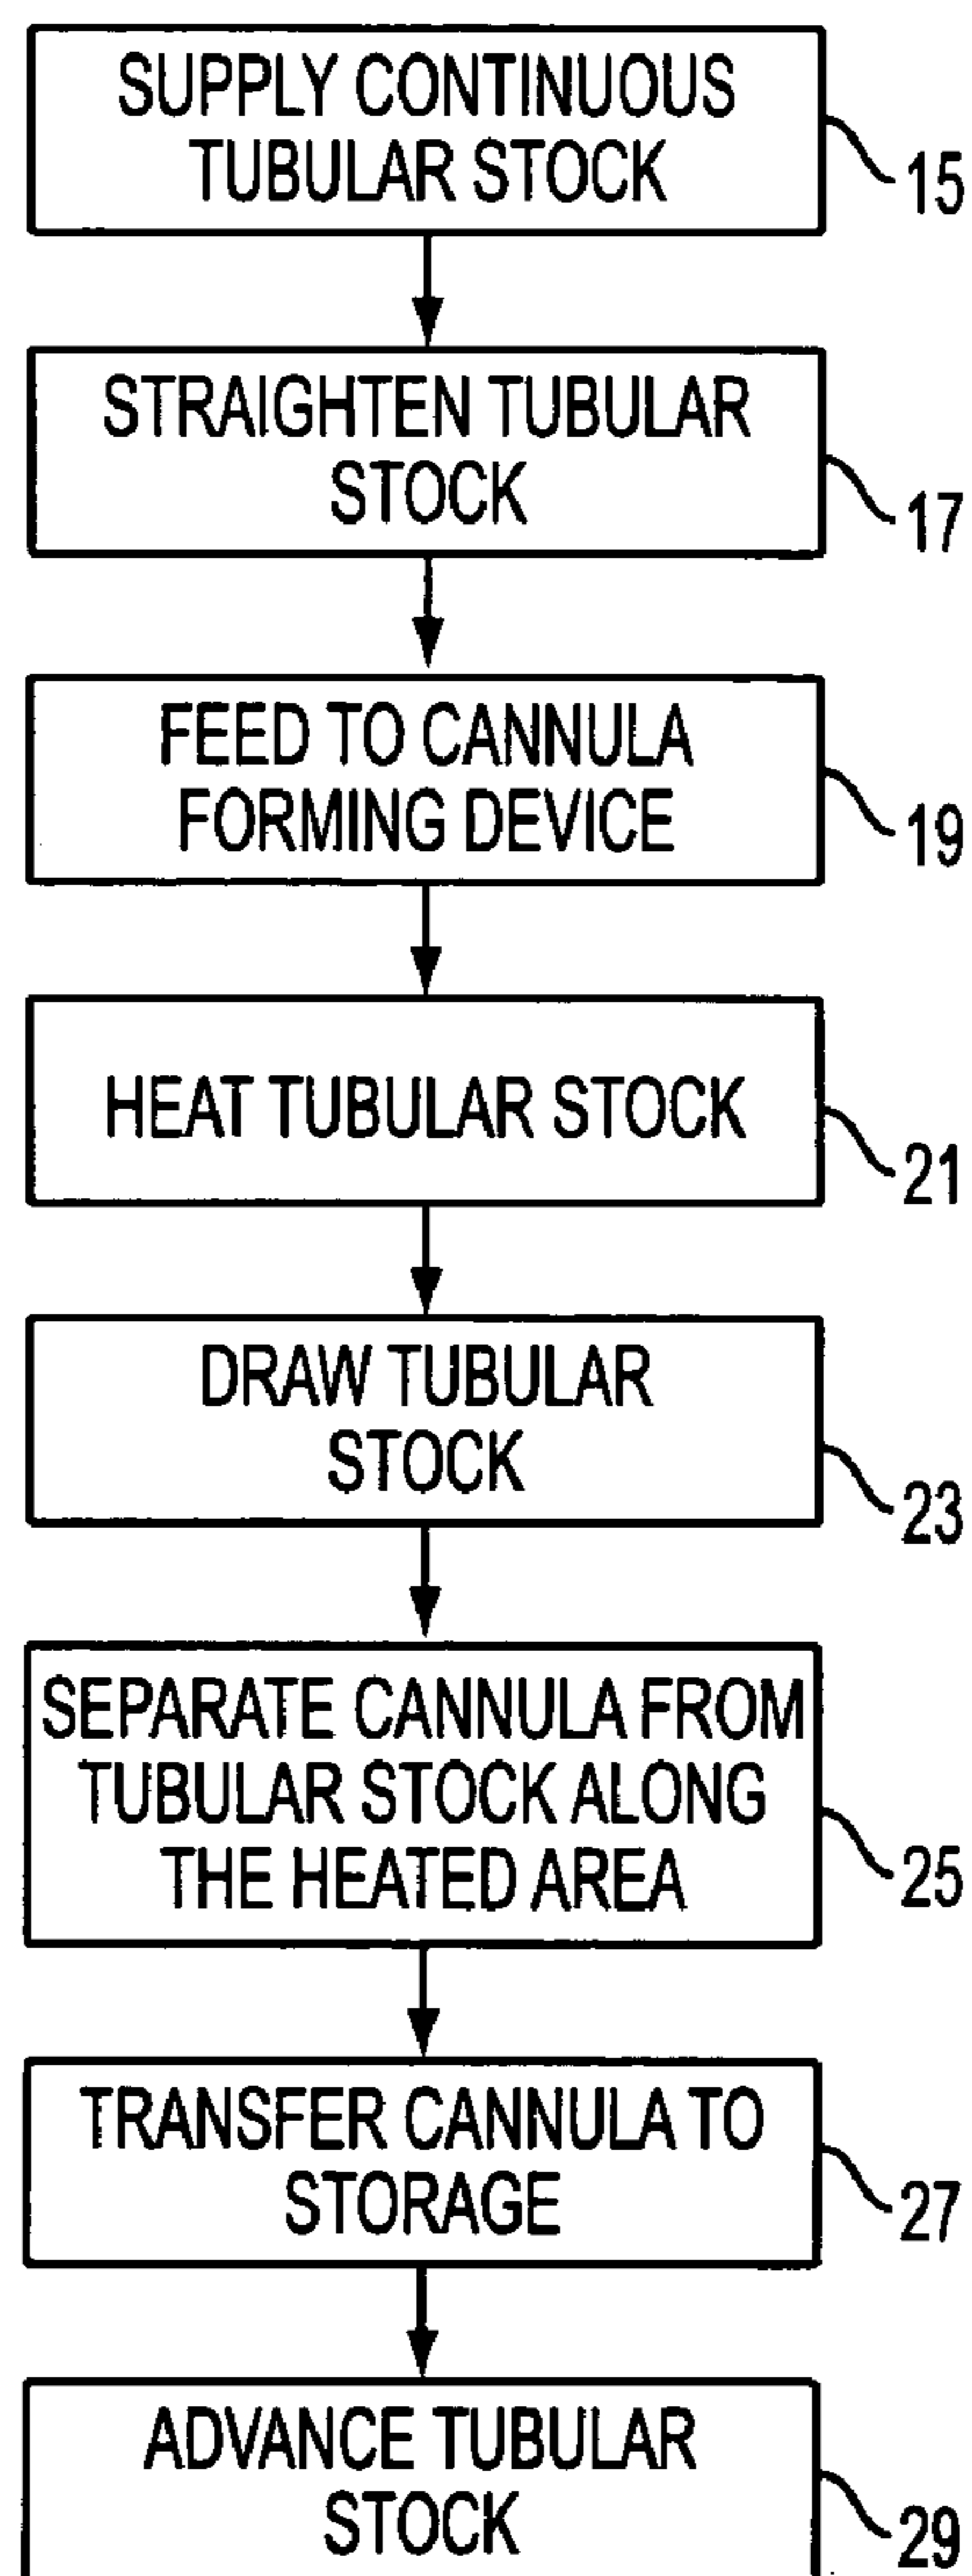 SUPPLY CONTINUOUS
TUBULAR STOCK
15
STRAIGHTEN TUBULAR
STOCK
17
FEED TO CANNULA
FORMING DEVICE
19
HEAT TUBULAR STOCK
21
DRAW TUBULAR
STOCK
23
SEPARATE CANNULA FROM
TUBULAR STOCK ALONG
THE HEATED AREA
25
TRANSFER CANNULA TO
STORAGE
27
ADVANCE TUBULAR
STOCK
29